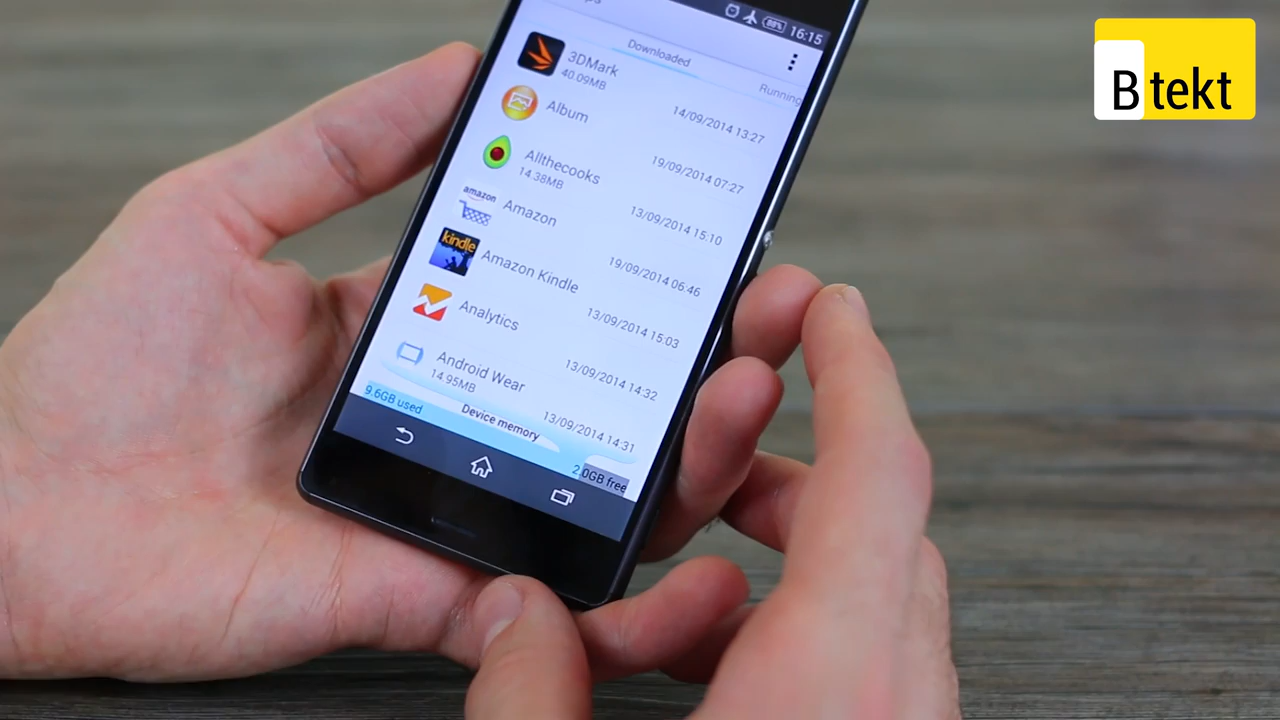 88%
16:15
Downloaded
Running
3DMark
40.09MB
14/09/2014 13:27
Album
19/09/2014 07:27
Allthecooks
14.38MB
13/09/2014 15:10
amazon
Amazon
19/09/2014 06:46
kindle
Amazon Kindle
13/09/2014 15:03
Analytics
13/09/2014 14:32
Android Wear
14.95MB
13/09/2014 14:31
9.6GB used
Device memory
2.0GB free
B tekt